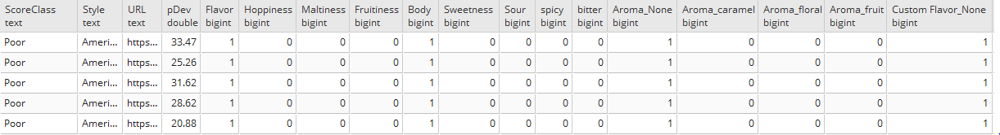 ScoreClass Style URL pDev Flavor Hoppiness Maltiness Fruitiness Body Sweetness Sour spicy bitter Aroma_None Aroma_caramel Aroma_floral Aroma_fruit Custom Flavor_None
text text text double bigint bigint bigint bigint bigint bigint bigint bigint bigint bigint bigint bigint bigint bigint
Poor Ameri... https... 33.47 1 0 0 0 1 0 0 0 0 1 0 0 0 1
Poor Ameri... https... 25.26 1 0 0 0 1 0 0 0 0 1 0 0 0 1
Poor Ameri... https... 31.62 1 0 0 0 1 0 0 0 0 1 0 0 0 1
Poor Ameri... https... 28.62 1 0 0 0 1 0 0 0 0 1 0 0 0 1
Poor Ameri... https... 20.88 1 0 0 0 1 0 0 0 0 1 0 0 0 1